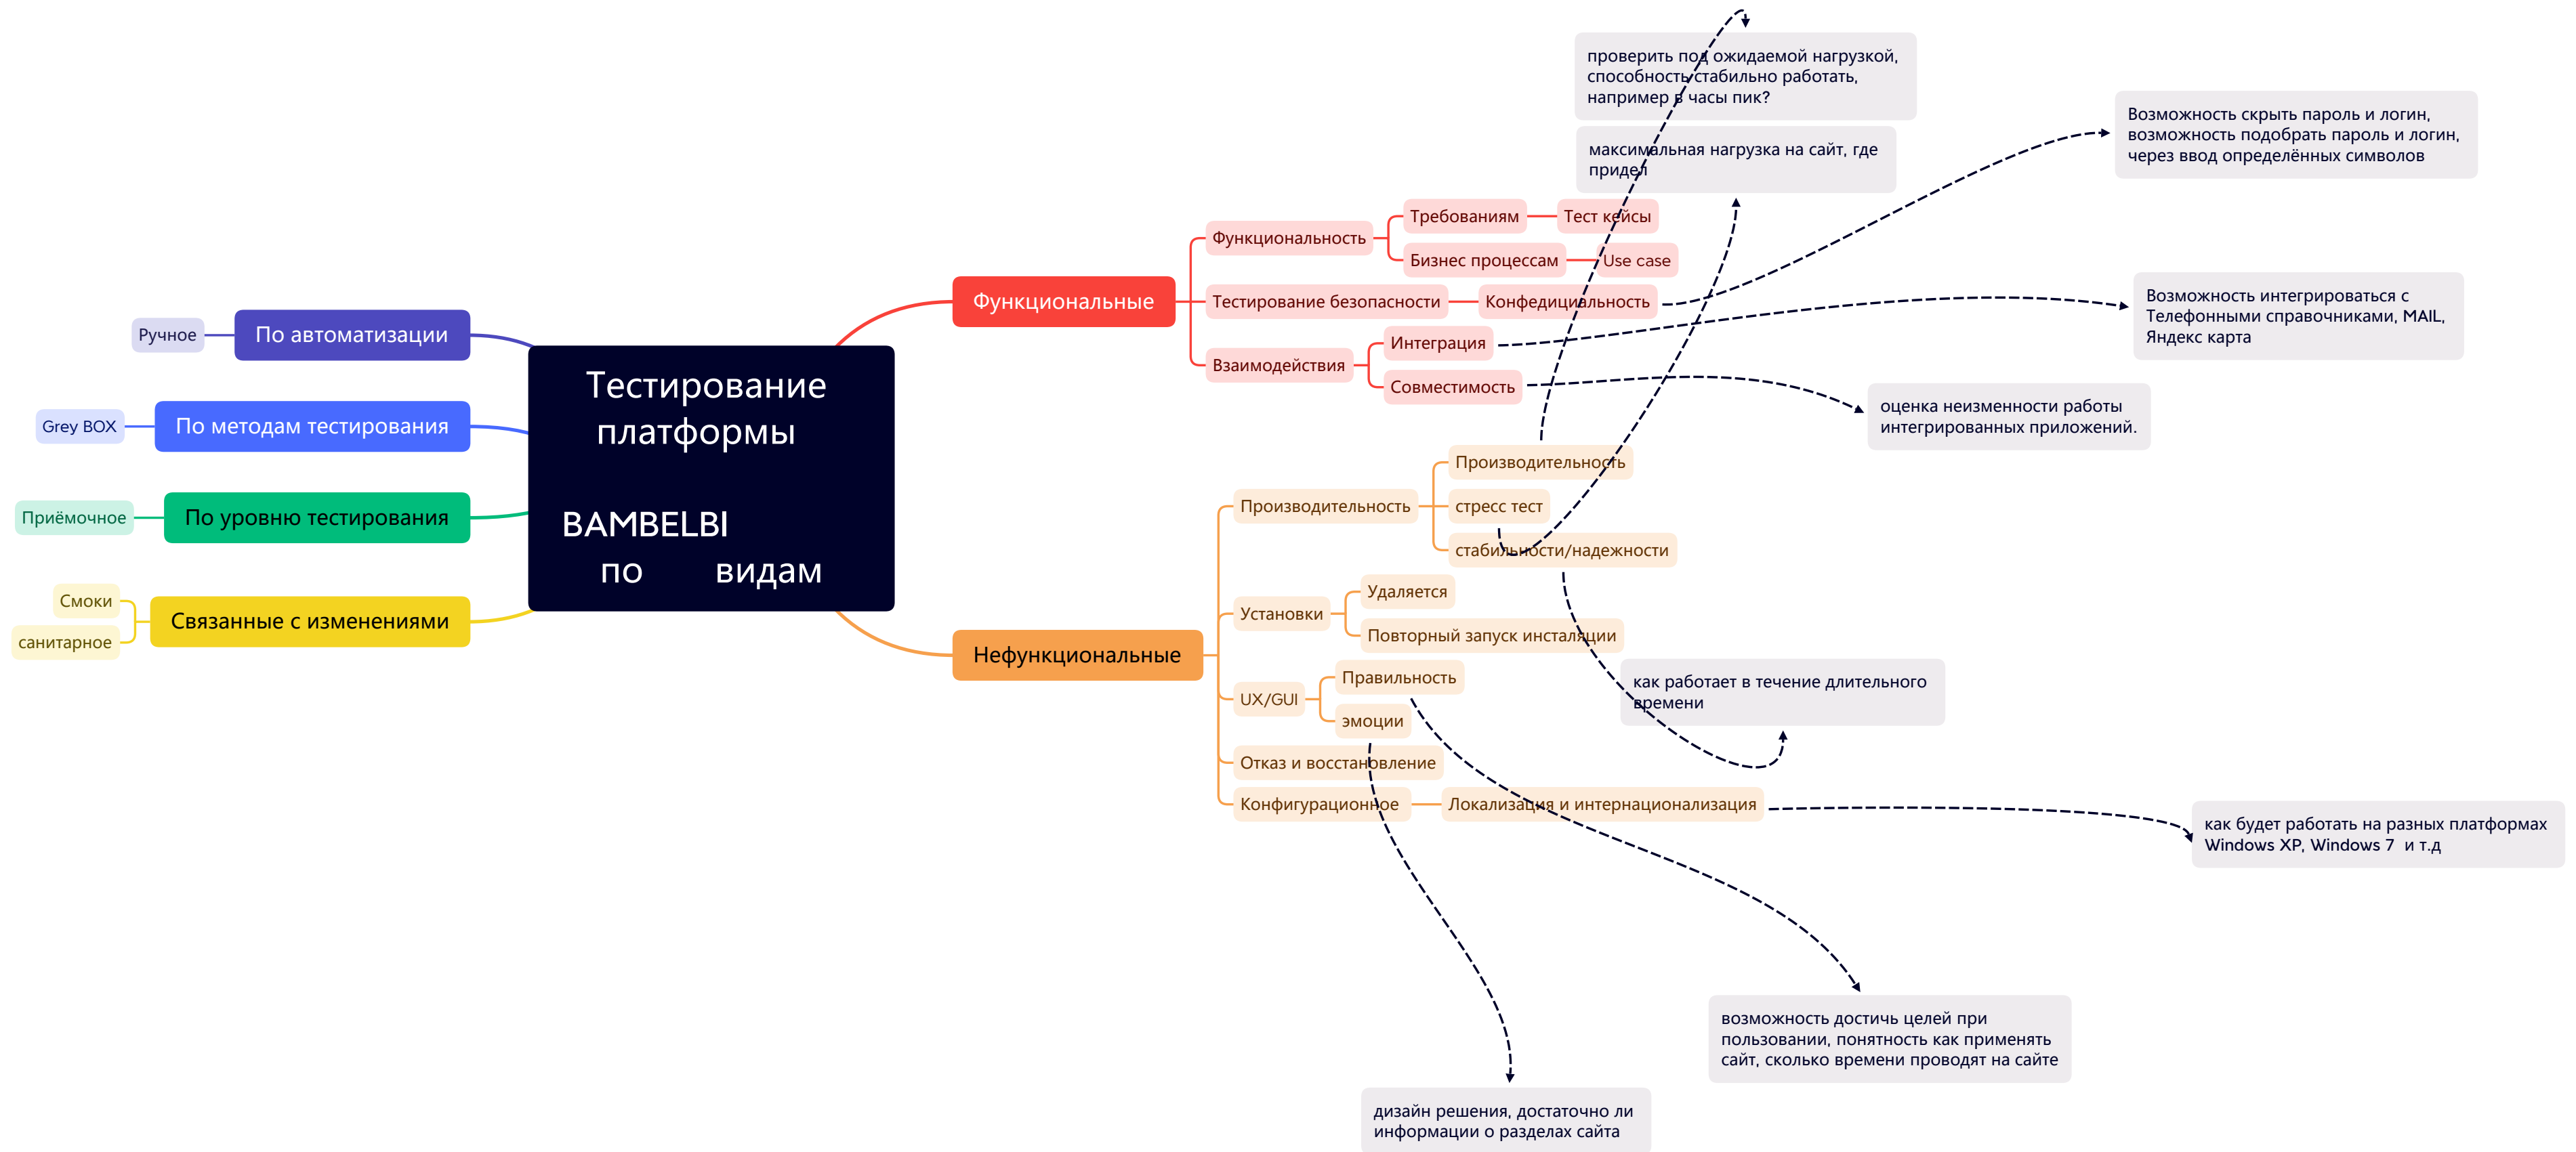 Тестирование
платформы
BAMBELBI
по видам
По автоматизации
Ручное
По методам тестирования
Grey BOX
По уровню тестирования
Приёмочное
Связанные с изменениями
Смоки
санитарное
Функциональные
Функциональность
Требованиям
Тест кейсы
Бизнес процессам
Use case
Тестирование безопасности
Конфедициальность
Взаимодействия
Интеграция
Совместимость
Нефункциональные
Производительность
Производительность
стресс тест
стабильности/надежности
Установки
Удаляется
Повторный запуск инсталяции
UX/GUI
Правильность
эмоции
Отказ и восстановление
Конфигурационное
Локализация и интернационализация
проверить под ожидаемой нагрузкой,
способность стабильно работать,
например в часы пик?
максимальная нагрузка на сайт, где
придел
Возможность скрыть пароль и логин,
возможность подобрать пароль и логин,
через ввод определённых символов
Возможность интегрироваться с
Телефонными справочниками, MAIL,
Яндекс карта
оценка неизменности работы
интегрированных приложений.
как работает в течение длительного
времени
как будет работать на разных платформах
Windows XP, Windows 7 и т.д
возможность достичь целей при
пользовании, понятность как применять
сайт, сколько времени проводят на сайте
дизайн решения, достаточно ли
информации о разделах сайта